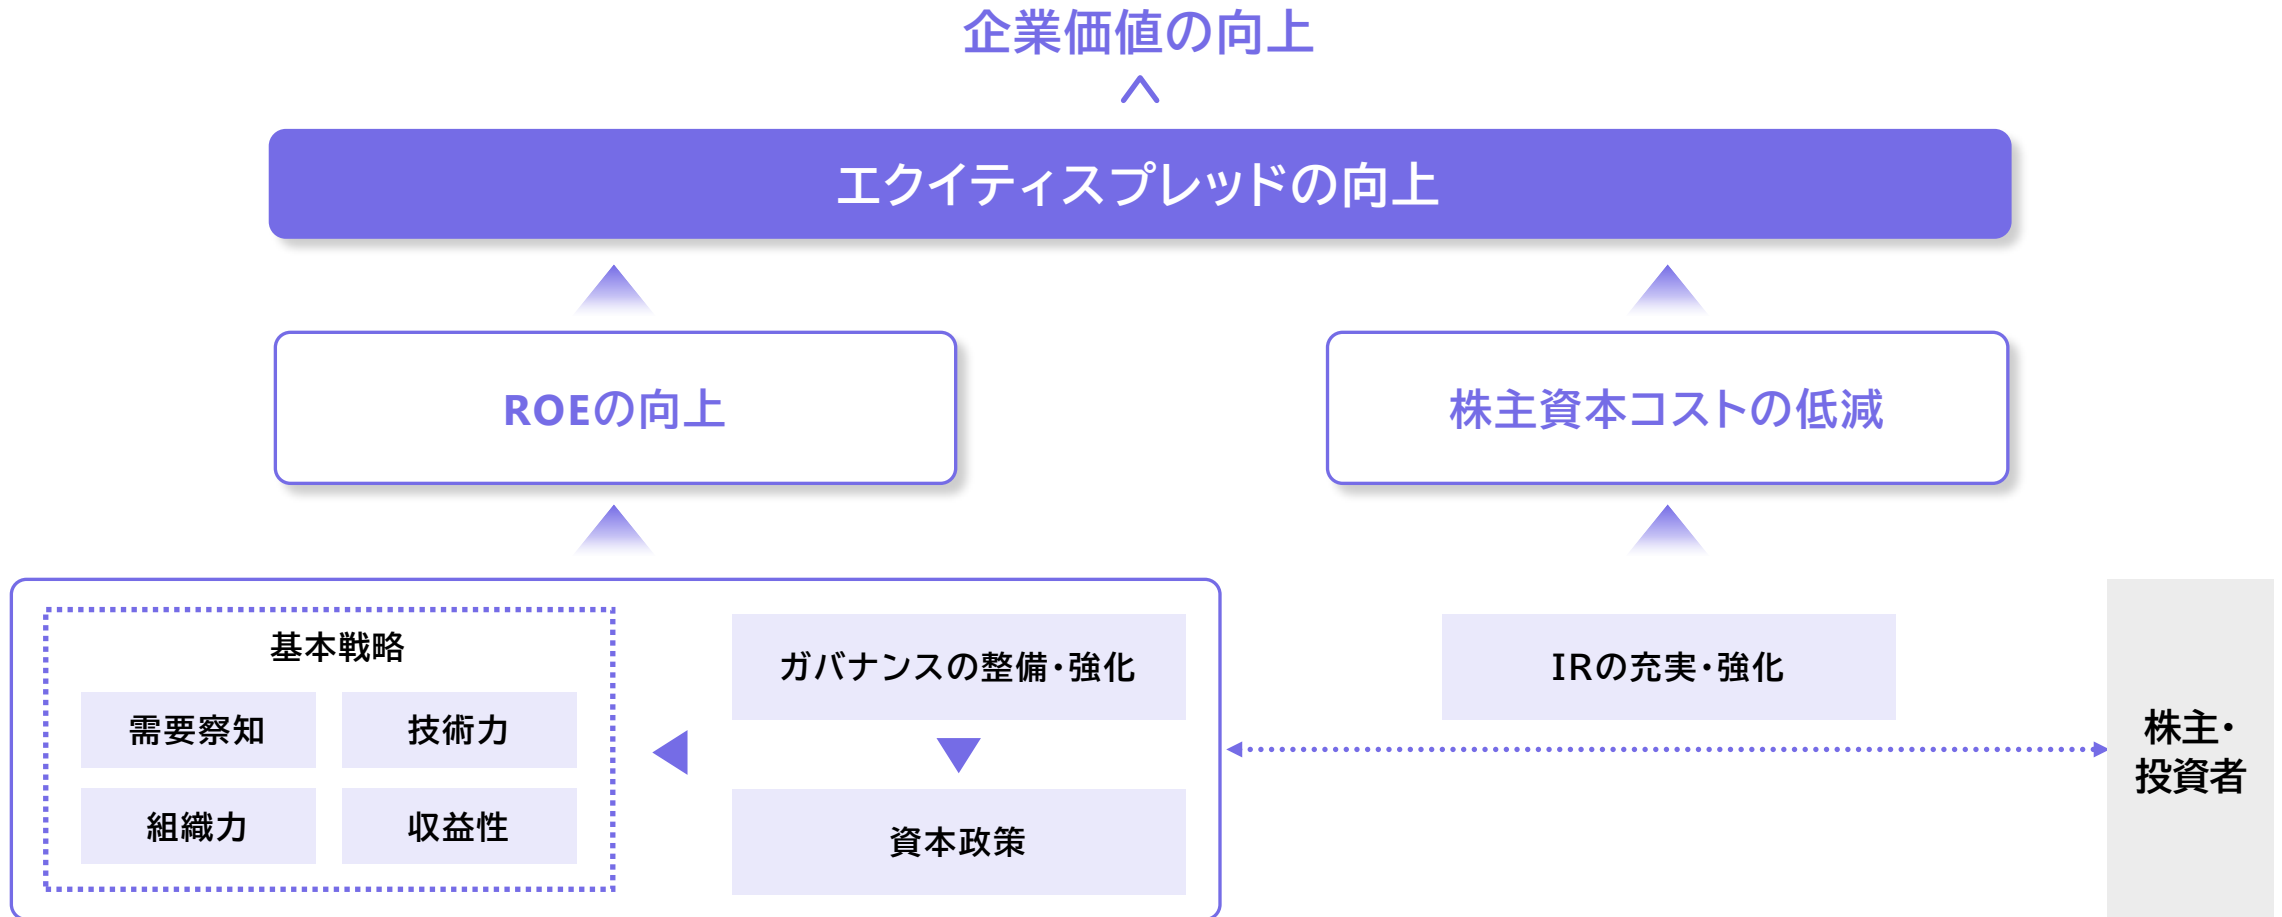 企業価値の向上
エクイティスプレッドの向上
ROEの向上
株主資本コストの低減
基本戦略
需要察知
技術力
組織力
収益性
ガバナンスの整備・強化
資本政策
IRの充実・強化
株主・
投資者